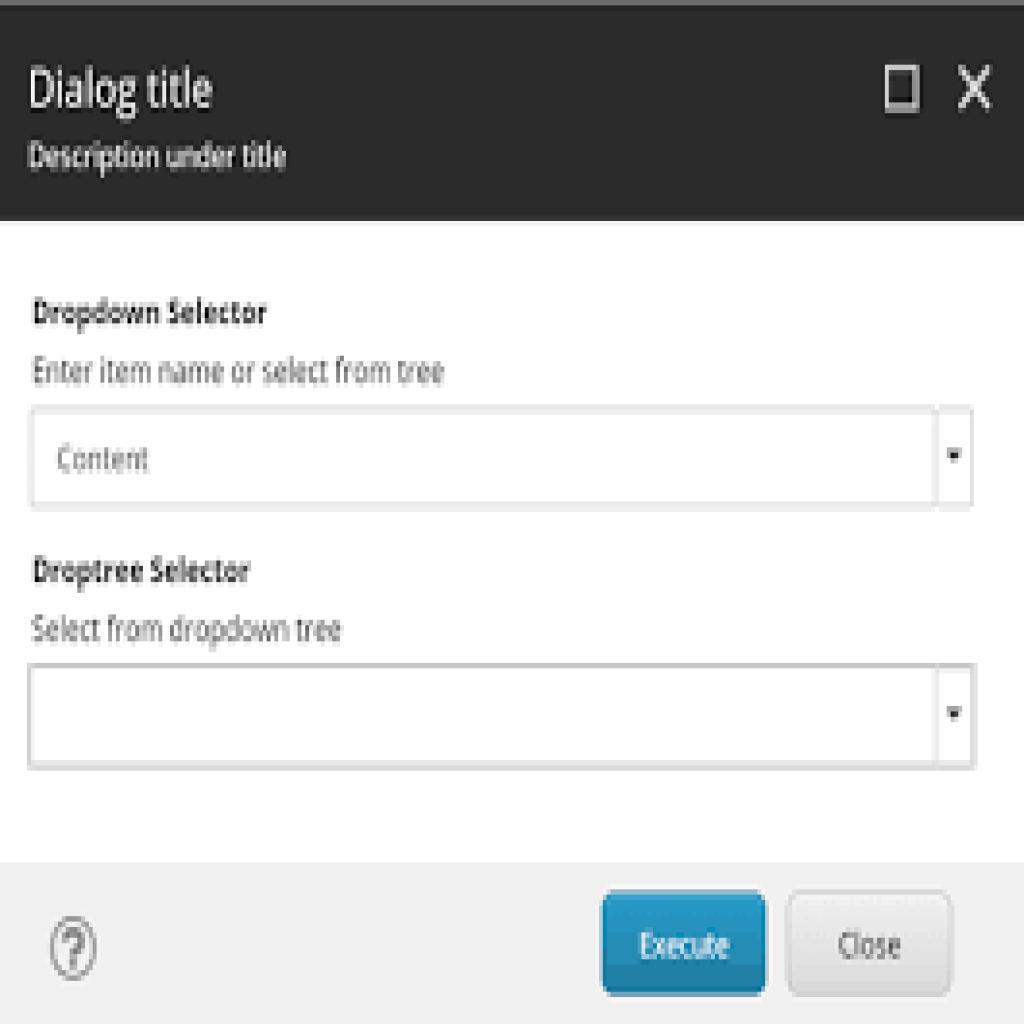 Dialog title
Description under title
Dropdown Selector
Enter item name or select from tree
Content
Droptree Selector
Select from dropdown tree
?
Execute
Close